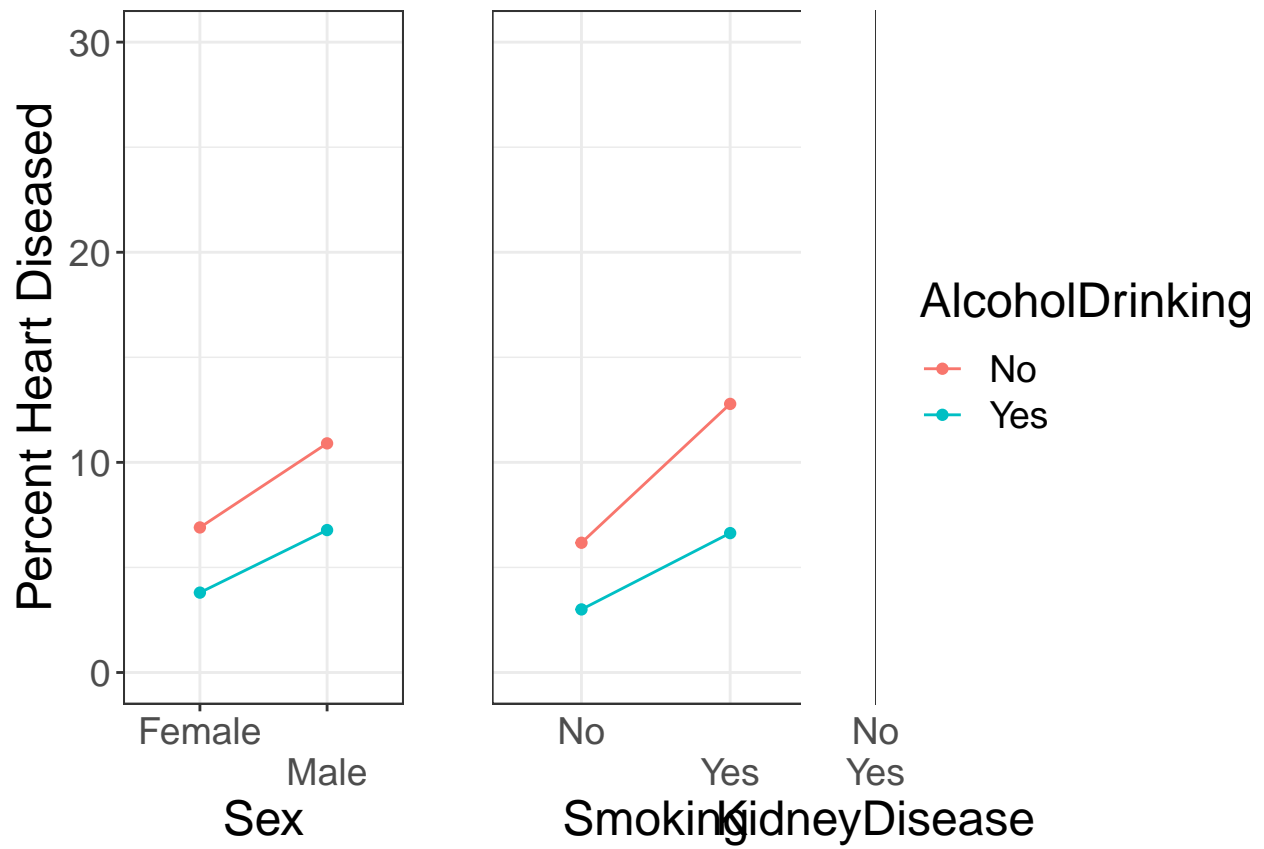 Percent Heart Diseased
30
20
10
0
Female
Male
Sex
No
Yes
Smoking
No
Yes
KidneyDisease
AlcoholDrinking
No
Yes